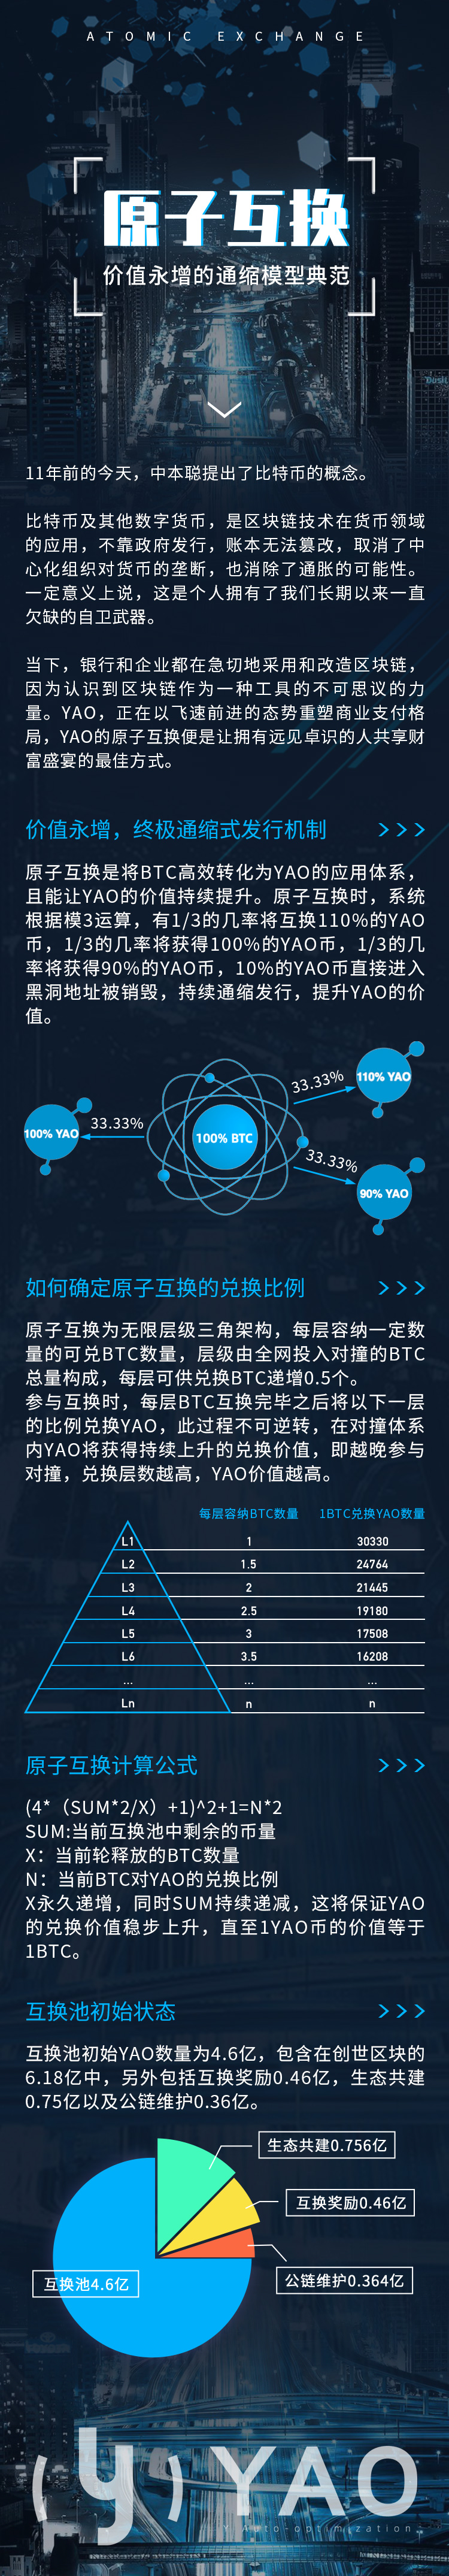 ATOMIC EXCHANGE
原子互换
价值永增的通缩模型典范
11年前的今天，中本聪提出了比特币的概念。
比特币及其他数字货币，是区块链技术在货币领域
的应用，不靠政府发行，账本无法篡改，取消了中
心化组织对货币的垄断，也消除了通胀的可能性。
一定意义上说，这是个人拥有了我们长期以来一直
欠缺的自卫武器。
当下，银行和企业都在急切地采用和改造区块链，
因为认识到区块链作为一种工具的不可思议的力
量。YAO，正在以飞速前进的态势重塑商业支付格
局，YAO的原子互换便是让拥有远见卓识的人共享财
富盛宴的最佳方式。
价值永增，终极通缩式发行机制
原子互换是将BTC高效转化为YAO的应用体系，
且能让YAO的价值持续提升。原子互换时，系统
根据模3运算，有1/3的几率将互换110%的YAO
币，1/3的几率将获得100%的YAO币，1/3的几
率将获得90%的YAO币，10%的YAO币直接进入
黑洞地址被销毁，持续通缩发行，提升YAO的价
值。
33.33%
110% YAO
100% YAO
33.33%
100% BTC
33.33%
90% YAO
如何确定原子互换的兑换比例
原子互换为无限层级三角架构，每层容纳一定数
量的可兑BTC数量，层级由全网投入对撞的BTC
总量构成，每层可供兑换BTC递增0.5个。
参与互换时，每层BTC互换完毕之后将以下一层
的比例兑换YAO，此过程不可逆转，在对撞体系
内YAO将获得持续上升的兑换价值，即越晚参与
对撞，兑换层数越高，YAO价值越高。
每层容纳BTC数量 1BTC兑换YAO数量
L1 1 30330
L2 1.5 24764
L3 2 21445
L4 2.5 19180
L5 3 17508
L6 3.5 16208
... ... ...
Ln n n
原子互换计算公式
(4*（SUM*2/X）+1)^2+1=N*2
SUM:当前互换池中剩余的币量
X：当前轮释放的BTC数量
N：当前BTC对YAO的兑换比例
X永久递增，同时SUM持续递减，这将保证YAO
的兑换价值稳步上升，直至1YAO币的价值等于
1BTC。
互换池初始状态
互换池初始YAO数量为4.6亿，包含在创世区块的
6.18亿中，另外包括互换奖励0.46亿，生态共建
0.75亿以及公链维护0.36亿。
生态共建0.756亿
互换奖励0.46亿
公链维护0.364亿
互换池4.6亿
y YAO
Y Auto-optimization